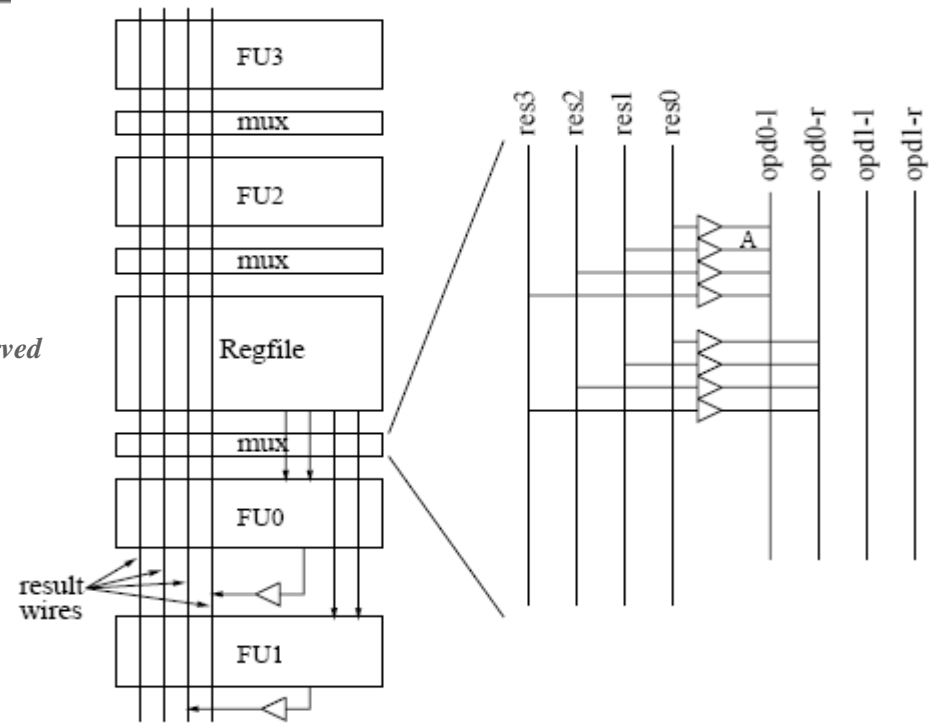 FU3
mux
FU2
mux
Regfile
mux
FU0
result
wires
FU1
res3
res2
res1
res0
opd0-l
opd0-r
opd1-l
opd1-r
A